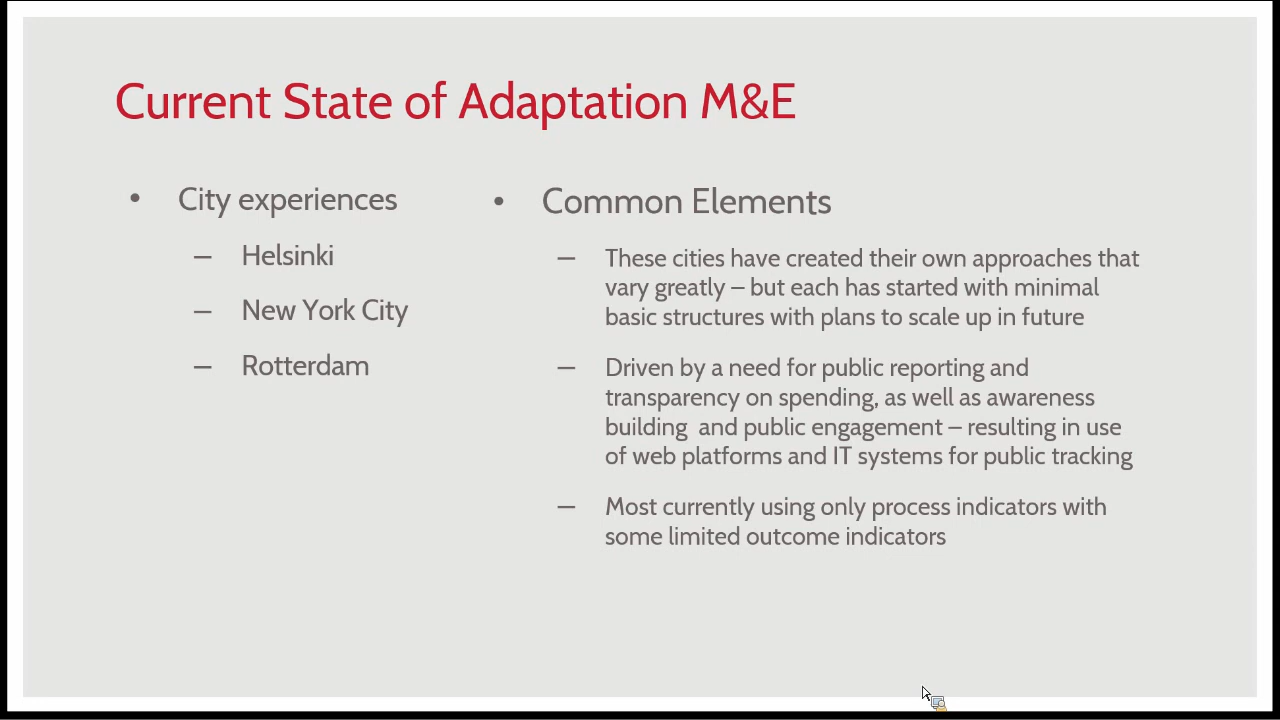 Current State of Adaptation M&E
• City experiences
– Helsinki
– New York City
– Rotterdam
• Common Elements
– These cities have created their own approaches that
vary greatly – but each has started with minimal
basic structures with plans to scale up in future
– Driven by a need for public reporting and
transparency on spending, as well as awareness
building  and public engagement – resulting in use
of web platforms and IT systems for public tracking
– Most currently using only process indicators with
some limited outcome indicators